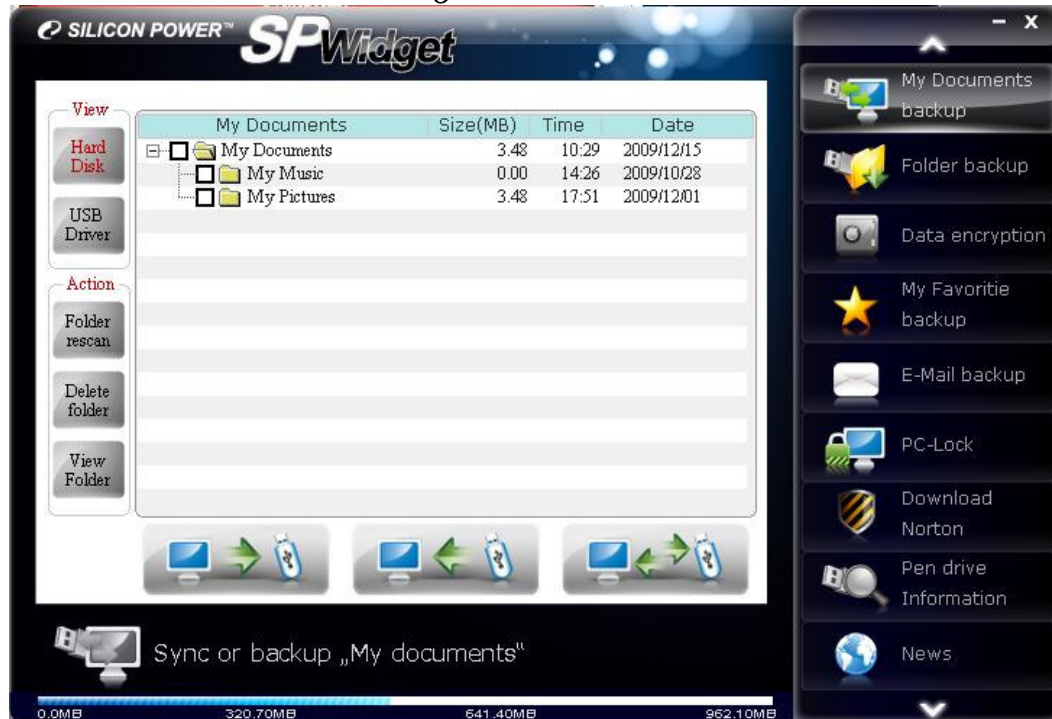 SILICON POWER™ SPWidget
- x
View
Hard
Disk
USB
Driver
Action
Folder
rescan
Delete
folder
View
Folder
My Documents Size(MB) Time Date
My Documents 3.48 10:29 2009/12/15
My Music 0.00 14:26 2009/10/28
My Pictures 3.48 17:51 2009/12/01
Sync or backup „My documents“
0.0MB 320.70MB 641.40MB 962.10MB
My Documents
backup
Folder backup
Data encryption
My Favoritie
backup
E-Mail backup
PC-Lock
Download
Norton
Pen drive
Information
News